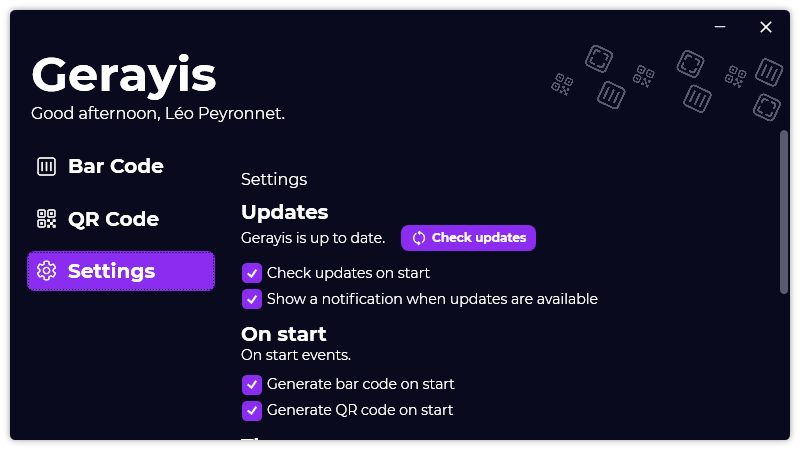 Gerayis
Good afternoon, Léo Peyronnet.
Bar Code
QR Code
Settings
Settings
Updates
Gerayis is up to date.
Check updates
Check updates on start
Show a notification when updates are available
On start
On start events.
Generate bar code on start
Generate QR code on start